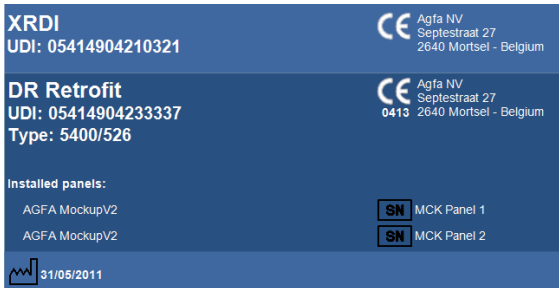 XRDI
UDI: 05414904210321
CE Agfa NV
Septestraat 27
2640 Mortsel - Belgium
DR Retrofit
UDI: 05414904233337
Type: 5400/526
CE Agfa NV
Septestraat 27
0413 2640 Mortsel - Belgium
Installed panels:
AGFA MockupV2 SN MCK Panel 1
AGFA MockupV2 SN MCK Panel 2
31/05/2011